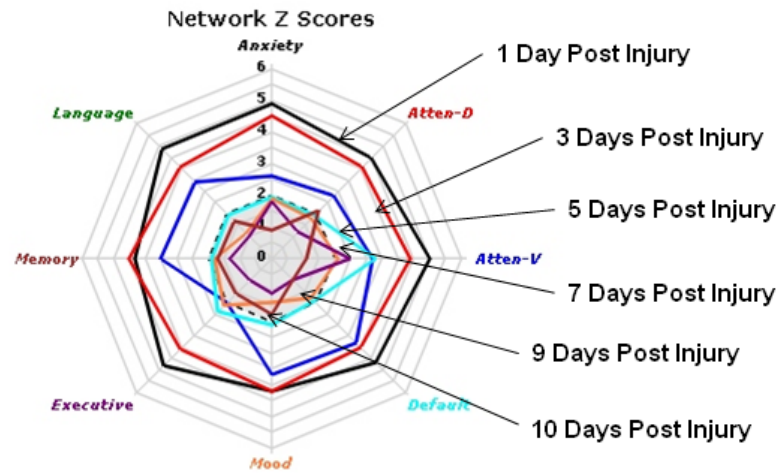 Network Z Scores
Anxiety
6
5
4
3
2
1
0
Language
Atten-D
Memory
Atten-V
Executive
Default
Mood
1 Day Post Injury
3 Days Post Injury
5 Days Post Injury
7 Days Post Injury
9 Days Post Injury
10 Days Post Injury